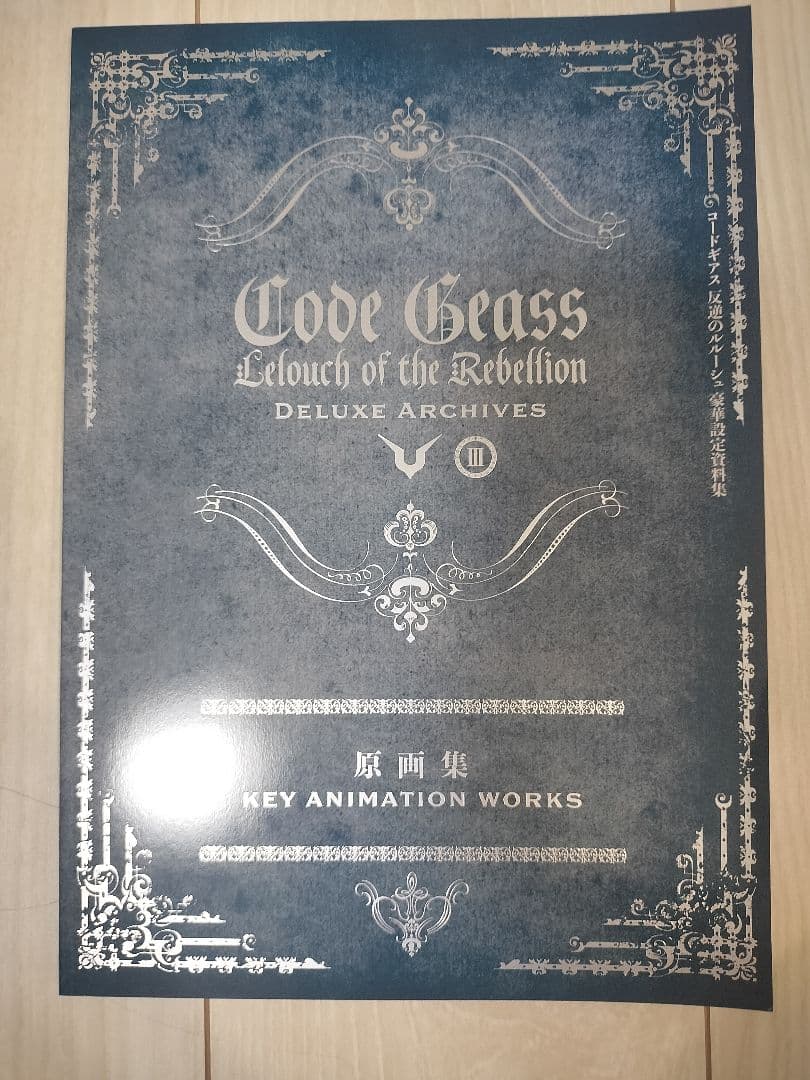 Code Geass
Lelouch of the Rebellion
DELUXE ARCHIVES
III
コードギアス 反逆のルルーシュ 豪華設定資料集
原画集
KEY ANIMATION WORKS